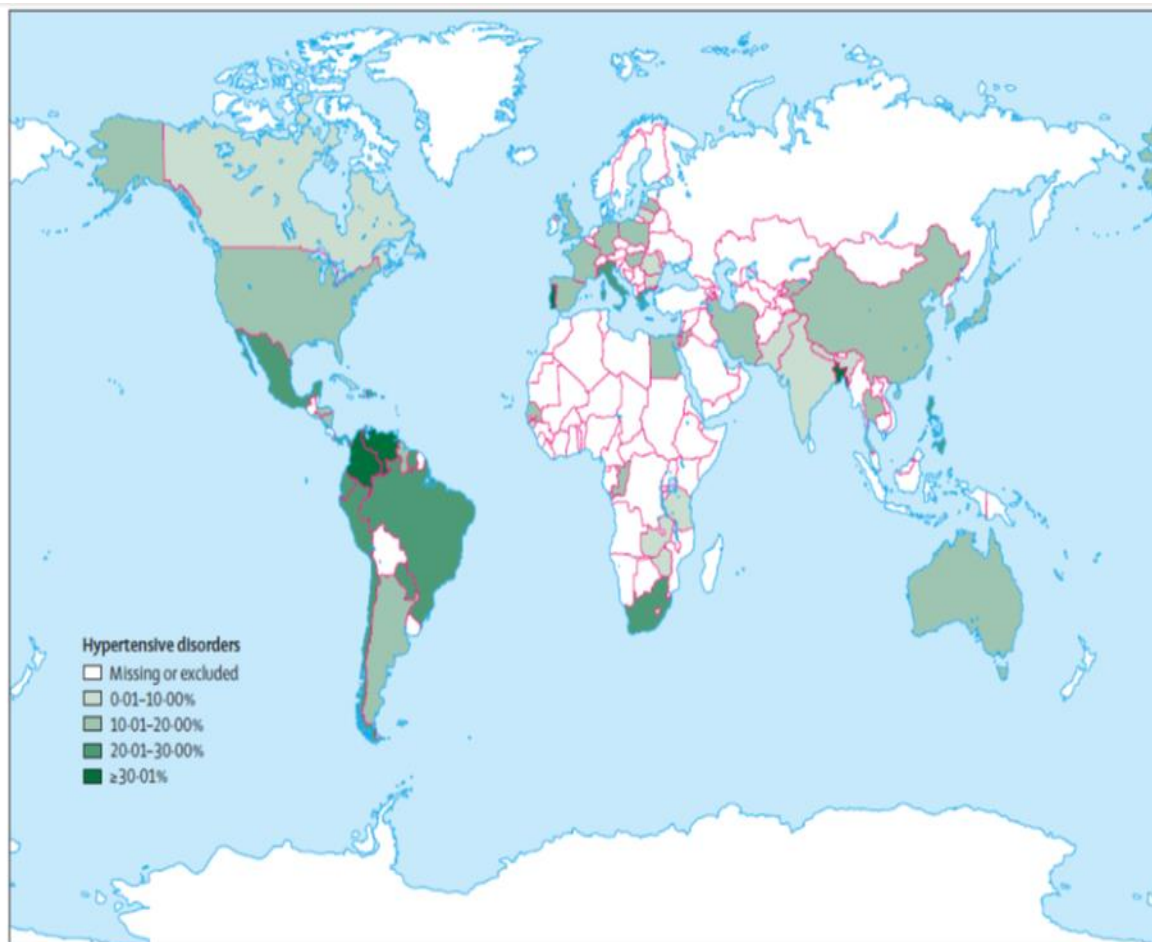 Hypertensive disorders
Missing or excluded
0·01–10·00%
10·01–20·00%
20·01–30·00%
≥30·01%